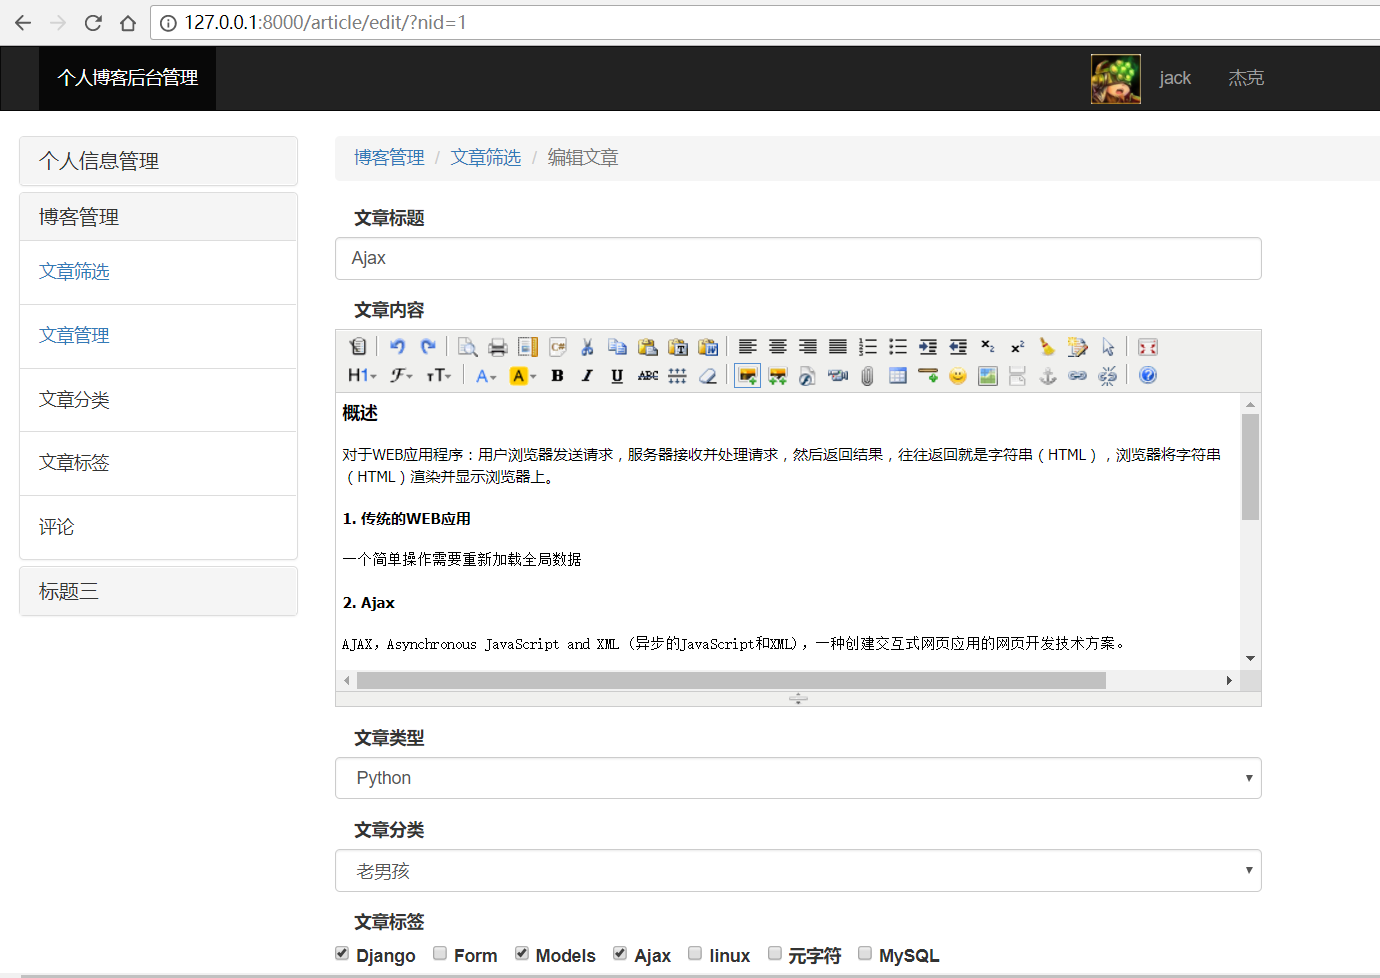 127.0.0.1:8000/article/edit/?nid=1
个人博客后台管理 jack 杰克
个人信息管理
博客管理
文章筛选
文章管理
文章分类
文章标签
评论
标题三
博客管理 / 文章筛选 / 编辑文章
文章标题
Ajax
文章内容
概述
对于WEB应用程序：用户浏览器发送请求，服务器接收并处理请求，然后返回结果，往往返回就是字符串（HTML），浏览器将字符串
（HTML）渲染并显示浏览器上。
1. 传统的WEB应用
一个简单操作需要重新加载全局数据
2. Ajax
AJAX，Asynchronous JavaScript and XML (异步的JavaScript和XML)，一种创建交互式网页应用的网页开发技术方案。
文章类型
Python
文章分类
老男孩
文章标签
Django Form Models Ajax linux 元字符 MySQL